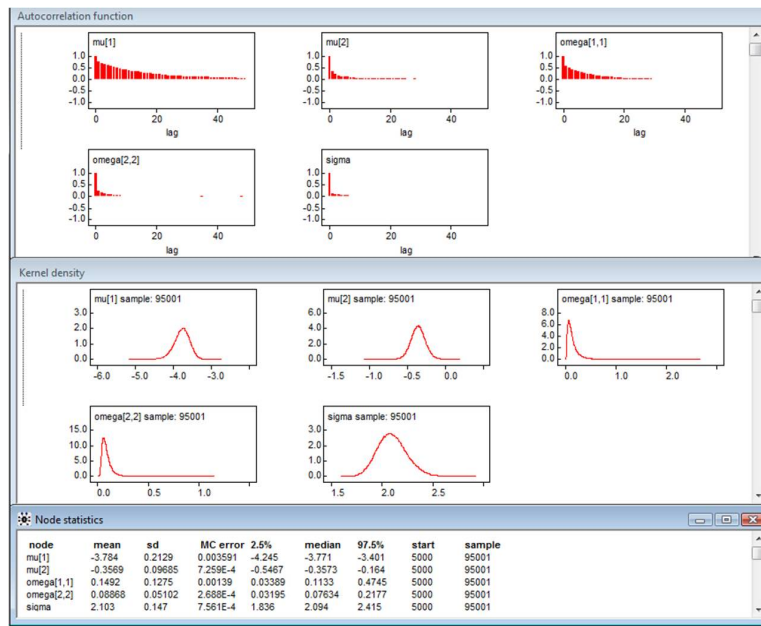 Autocorrelation function
mu[1]
1.0
0.5
0.0
-0.5
-1.0
0 20 40
lag
mu[2]
1.0
0.5
0.0
-0.5
-1.0
0 20 40
lag
omega[1,1]
1.0
0.5
0.0
-0.5
-1.0
0 20 40
lag
omega[2,2]
1.0
0.5
0.0
-0.5
-1.0
0 20 40
lag
sigma
1.0
0.5
0.0
-0.5
-1.0
0 20 40
lag
Kernel density
mu[1] sample: 95001
3.0
2.0
1.0
0.0
-6.0 -5.0 -4.0 -3.0
mu[2] sample: 95001
6.0
4.0
2.0
0.0
-1.5 -1.0 -0.5 0.0
omega[1,1] sample: 95001
8.0
6.0
4.0
2.0
0.0
0.0 1.0 2.0
omega[2,2] sample: 95001
15.0
10.0
5.0
0.0
0.0 0.5 1.0
sigma sample: 95001
3.0
2.0
1.0
0.0
1.5 2.0 2.5
Node statistics
node mean sd MC error 2.5% median 97.5% start sample
mu[1] -3.784 0.2129 0.003591 -4.245 -3.771 -3.401 5000 95001
mu[2] -0.3569 0.09685 7.259E-4 -0.5467 -0.3573 -0.164 5000 95001
omega[1,1] 0.1492 0.1275 0.00139 0.03389 0.1133 0.4745 5000 95001
omega[2,2] 0.08868 0.05102 2.688E-4 0.03195 0.07634 0.2177 5000 95001
sigma 2.103 0.147 7.561E-4 1.836 2.094 2.415 5000 95001